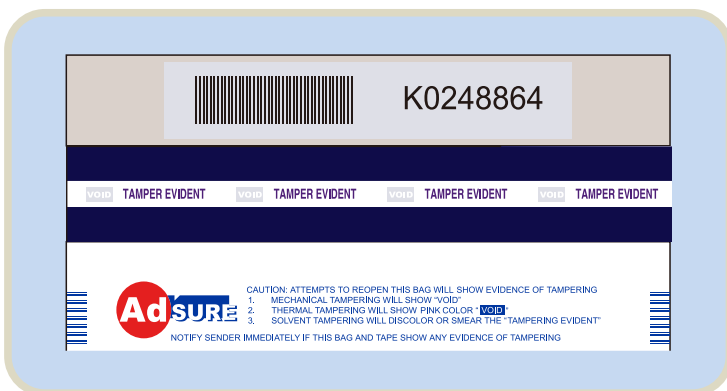 K0248864
VOID TAMPER EVIDENT VOID TAMPER EVIDENT VOID TAMPER EVIDENT VOID TAMPER EVIDENT
AdSURE
CAUTION: ATTEMPTS TO REOPEN THIS BAG WILL SHOW EVIDENCE OF TAMPERING
1. MECHANICAL TAMPERING WILL SHOW "VOID"
2. THERMAL TAMPERING WILL SHOW PINK COLOR "VOID"
3. SOLVENT TAMPERING WILL DISCOLOR OR SMEAR THE "TAMPERING EVIDENT"
NOTIFY SENDER IMMEDIATELY IF THIS BAG AND TAPE SHOW ANY EVIDENCE OF TAMPERING